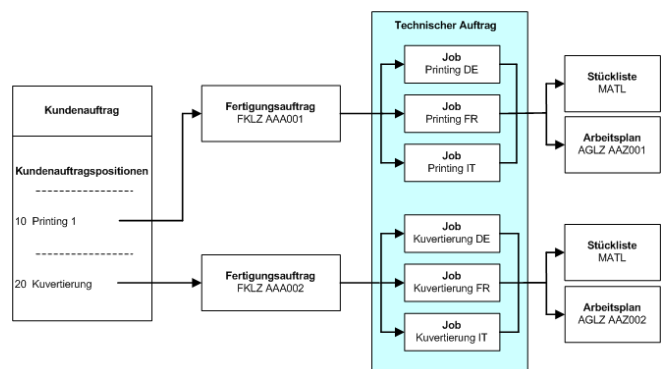 Technischer Auftrag
Kundenauftrag
Kundenauftragspositionen
10 Printing 1
20 Kuvertierung
Fertigungsauftrag
FKLZ AAA001
Fertigungsauftrag
FKLZ AAA002
Job
Printing DE
Job
Printing FR
Job
Printing IT
Job
Kuvertierung DE
Job
Kuvertierung FR
Job
Kuvertierung IT
Stückliste
MATL
Arbeitsplan
AGLZ AAZ001
Stückliste
MATL
Arbeitsplan
AGLZ AAZ002